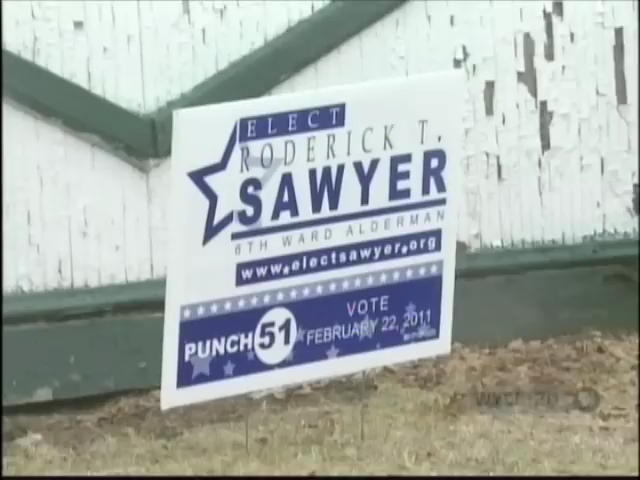 ELECT
RODERICK T.
SAWYER
6TH WARD ALDERMAN
www.electsawyer.org
PUNCH 51
VOTE
FEBRUARY 22, 2011